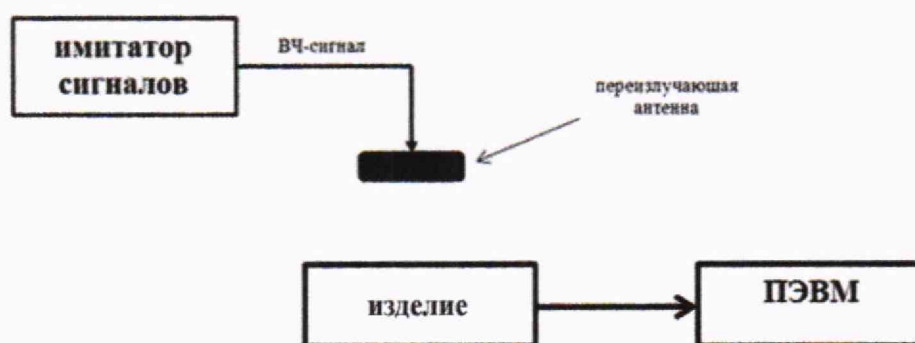 имитатор
сигналов
ВЧ-сигнал
переизлучающая
антенна
изделие
ПЭВМ